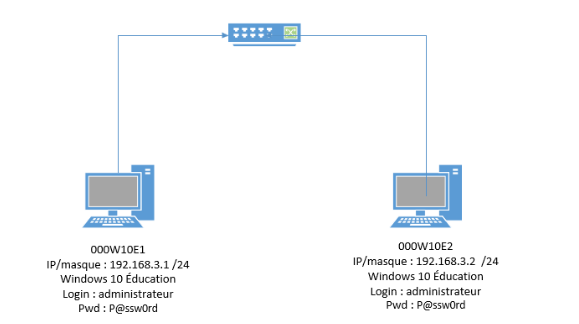 000W10E1
IP/masque : 192.168.3.1 /24
Windows 10 Éducation
Login : administrateur
Pwd : P@ssw0rd
000W10E2
IP/masque : 192.168.3.2 /24
Windows 10 Éducation
Login : administrateur
Pwd : P@ssw0rd